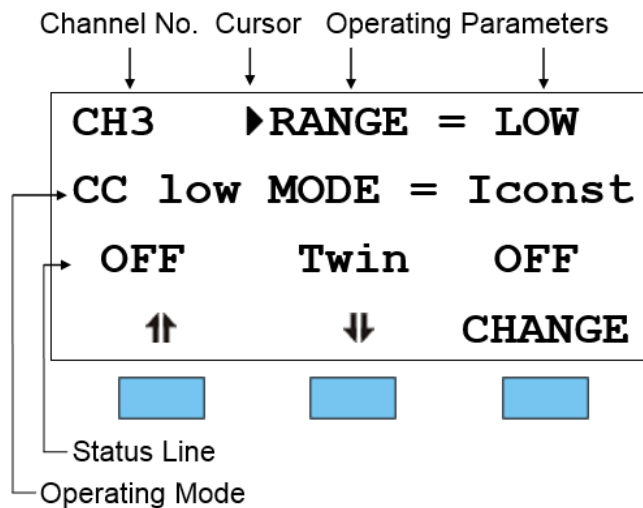 Channel No. Cursor Operating Parameters
CH3 RANGE = LOW
CC low MODE = Iconst
OFF Twin OFF
CHANGE
Status Line
Operating Mode